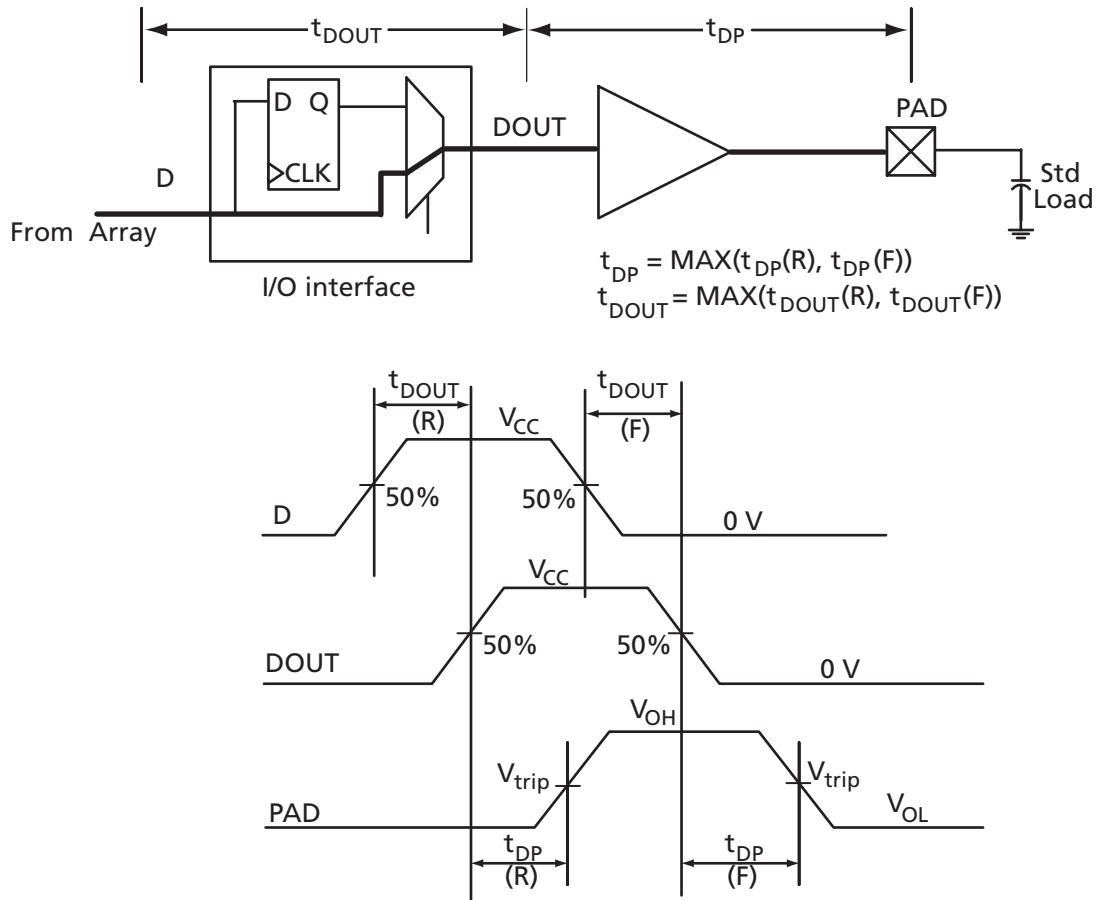 tDOUT
tDP
D Q
CLK
DOUT
PAD
D
From Array
I/O interface
Std
Load
tDP = MAX(tDP(R), tDP(F))
tDOUT = MAX(tDOUT(R), tDOUT(F))
tDOUT
(R)
tDOUT
(F)
VCC
50%
50%
D
0 V
VCC
50%
50%
DOUT
0 V
VOH
Vtrip
Vtrip
PAD
VOL
tDP
(R)
tDP
(F)